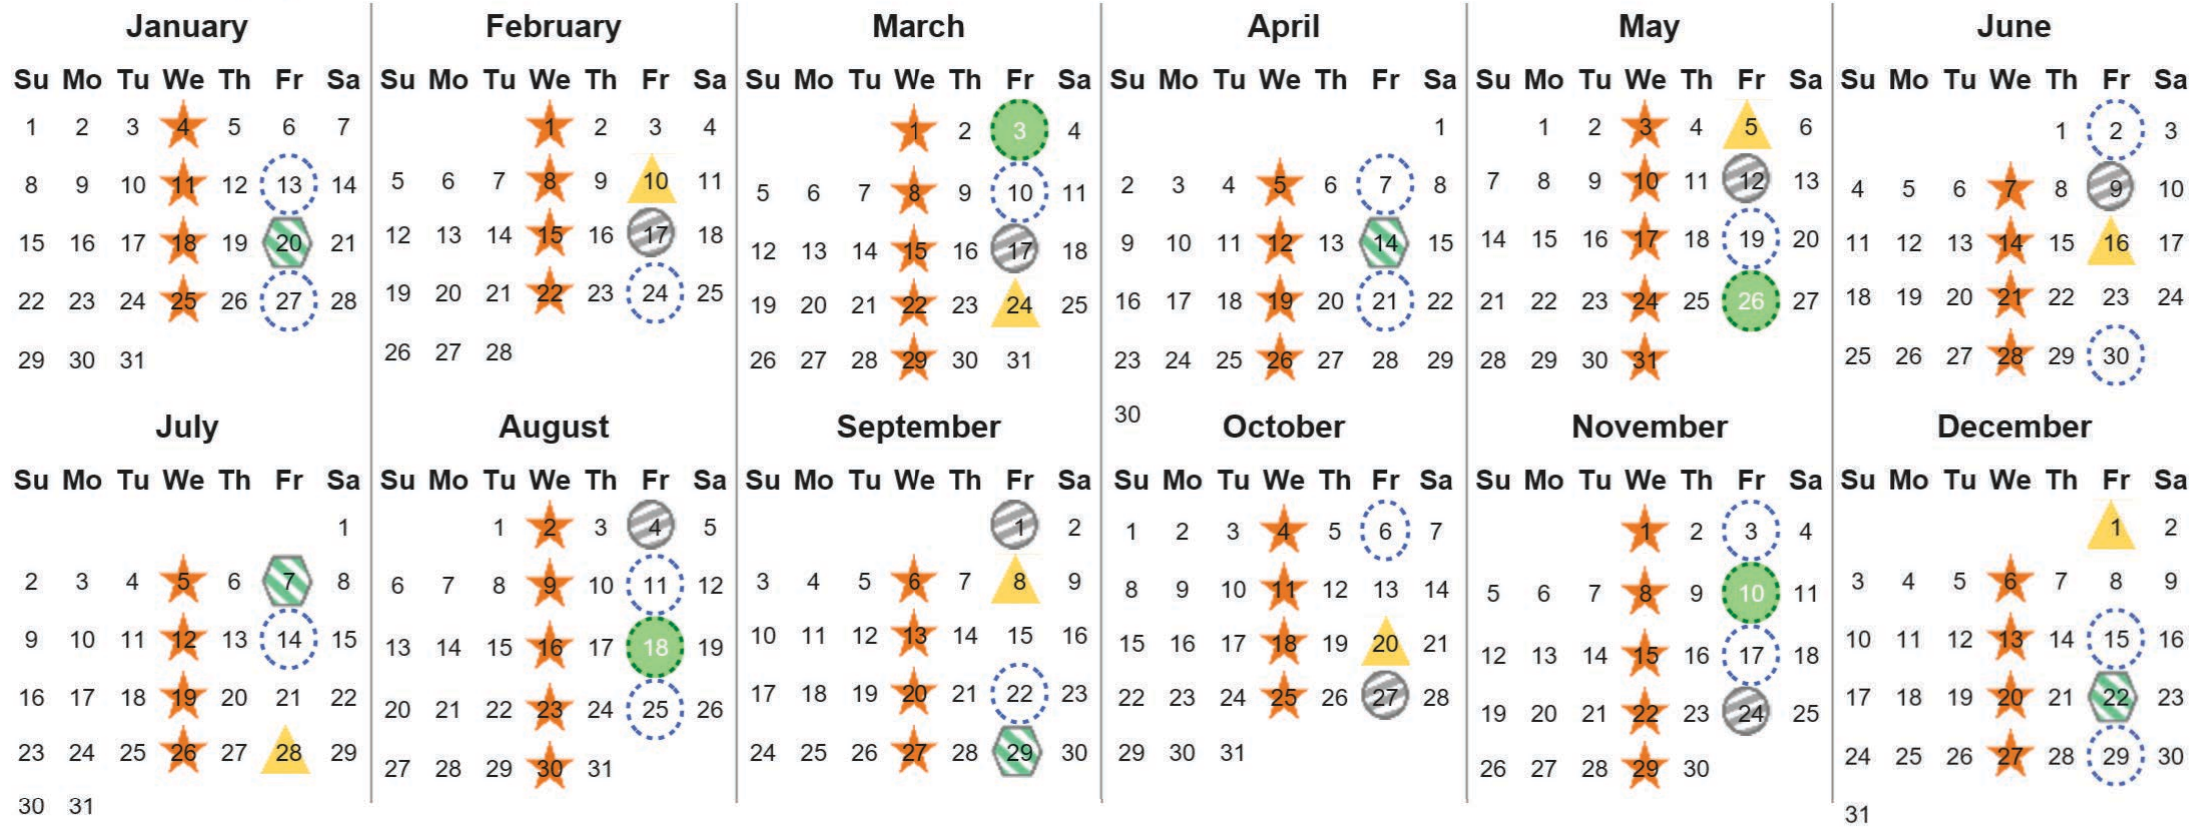 January
Su Mo Tu We Th Fr Sa
1 2 3 4 5 6 7
8 9 10 11 12 13 14
15 16 17 18 19 20 21
22 23 24 25 26 27 28
29 30 31
February
Su Mo Tu We Th Fr Sa
1 2 3 4
5 6 7 8 9 10 11
12 13 14 15 16 17 18
19 20 21 22 23 24 25
26 27 28
March
Su Mo Tu We Th Fr Sa
1 2 3 4
5 6 7 8 9 10 11
12 13 14 15 16 17 18
19 20 21 22 23 24 25
26 27 28 29 30 31
April
Su Mo Tu We Th Fr Sa
1
2 3 4 5 6 7 8
9 10 11 12 13 14 15
16 17 18 19 20 21 22
23 24 25 26 27 28 29
30
May
Su Mo Tu We Th Fr Sa
1 2 3 4 5 6
7 8 9 10 11 12 13
14 15 16 17 18 19 20
21 22 23 24 25 26 27
28 29 30 31
June
Su Mo Tu We Th Fr Sa
1 2 3
4 5 6 7 8 9 10
11 12 13 14 15 16 17
18 19 20 21 22 23 24
25 26 27 28 29 30
July
Su Mo Tu We Th Fr Sa
1
2 3 4 5 6 7 8
9 10 11 12 13 14 15
16 17 18 19 20 21 22
23 24 25 26 27 28 29
30 31
August
Su Mo Tu We Th Fr Sa
1 2 3 4 5
6 7 8 9 10 11 12
13 14 15 16 17 18 19
20 21 22 23 24 25 26
27 28 29 30 31
September
Su Mo Tu We Th Fr Sa
1 2
3 4 5 6 7 8 9
10 11 12 13 14 15 16
17 18 19 20 21 22 23
24 25 26 27 28 29 30
October
Su Mo Tu We Th Fr Sa
1 2 3 4 5 6 7
8 9 10 11 12 13 14
15 16 17 18 19 20 21
22 23 24 25 26 27 28
29 30 31
November
Su Mo Tu We Th Fr Sa
1 2 3 4
5 6 7 8 9 10 11
12 13 14 15 16 17 18
19 20 21 22 23 24 25
26 27 28 29 30
December
Su Mo Tu We Th Fr Sa
1 2
3 4 5 6 7 8 9
10 11 12 13 14 15 16
17 18 19 20 21 22 23
24 25 26 27 28 29 30
31